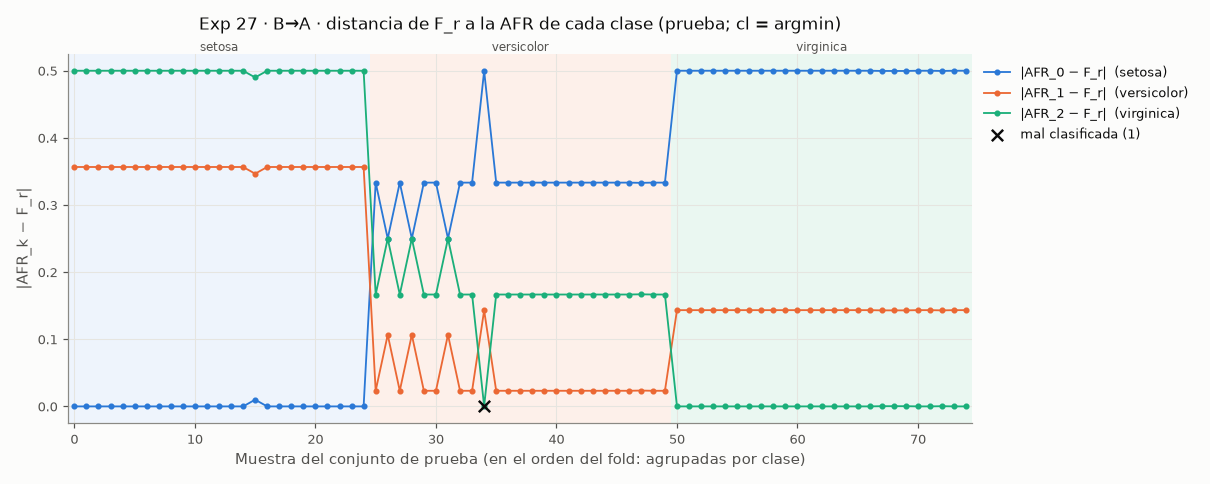 Exp 27 · B→A · distancia de F_r a la AFR de cada clase (prueba; cl = argmin)
setosa
versicolor
virginica
|AFR_0 − F_r| (setosa)
|AFR_1 − F_r| (versicolor)
|AFR_2 − F_r| (virginica)
mal clasificada (1)
|AFR_k − F_r|
0.5
0.4
0.3
0.2
0.1
0.0
0 10 20 30 40 50 60 70
Muestra del conjunto de prueba (en el orden del fold: agrupadas por clase)